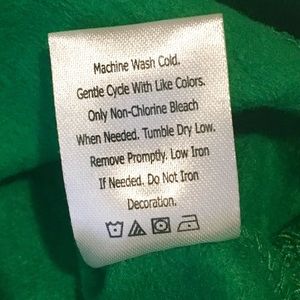 Machine Wash Cold.
Gentle Cycle With Like Colors.
Only Non-Chlorine Bleach
When Needed. Tumble Dry Low.
Remove Promptly. Low Iron
If Needed. Do Not Iron
Decoration.